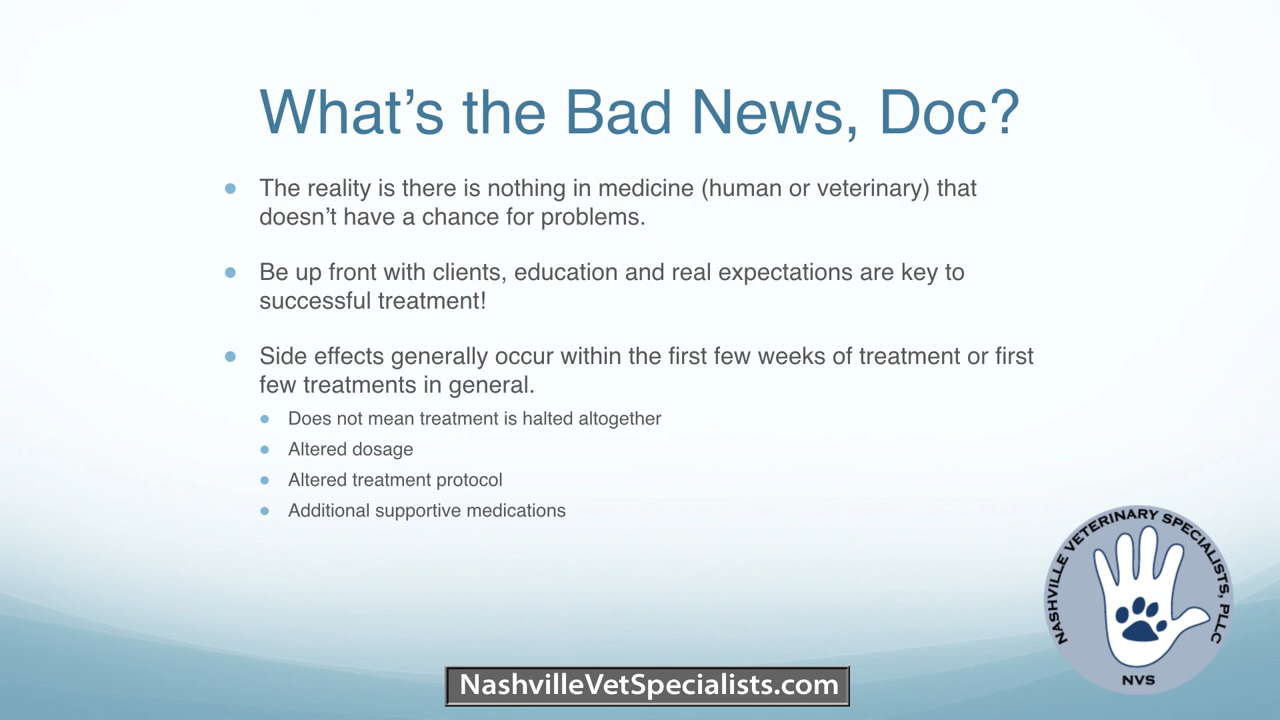 What's the Bad News, Doc?
The reality is there is nothing in medicine (human or veterinary) that
doesn't have a chance for problems.
Be up front with clients, education and real expectations are key to
successful treatment!
Side effects generally occur within the first few weeks of treatment or first
few treatments in general.
Does not mean treatment is halted altogether
Altered dosage
Altered treatment protocol
Additional supportive medications
NASHVILLE VETERINARY SPECIALISTS, PLLC
NVS
NashvilleVetSpecialists.com